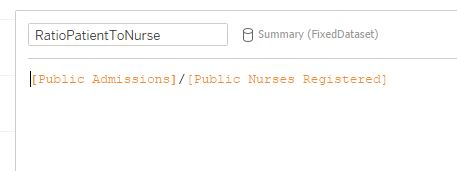 RatioPatientToNurse
Summary (FixedDataset)
[Public Admissions]/[Public Nurses Registered]